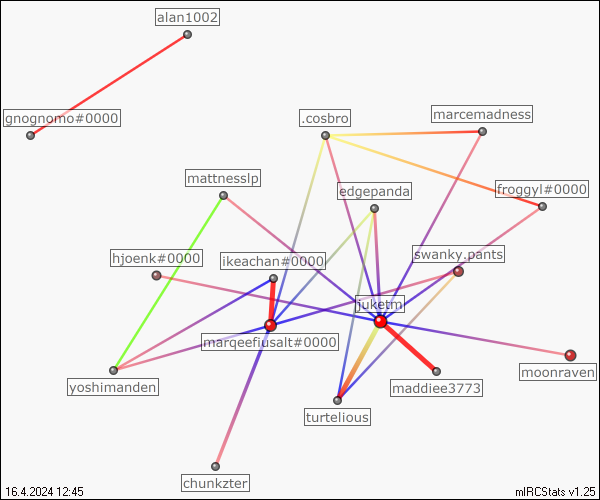 alan1002
gnognomo#0000
.cosbro
marcemadness
mattnesslp
edgepanda
froggyl#0000
hjoenk#0000
ikeachan#0000
swanky.pants
juketm
marqeefiusalt#0000
moonraven
yoshimanden
maddiee3773
turtelious
chunkzter
16.4.2024 12:45
mIRCStats v1.25